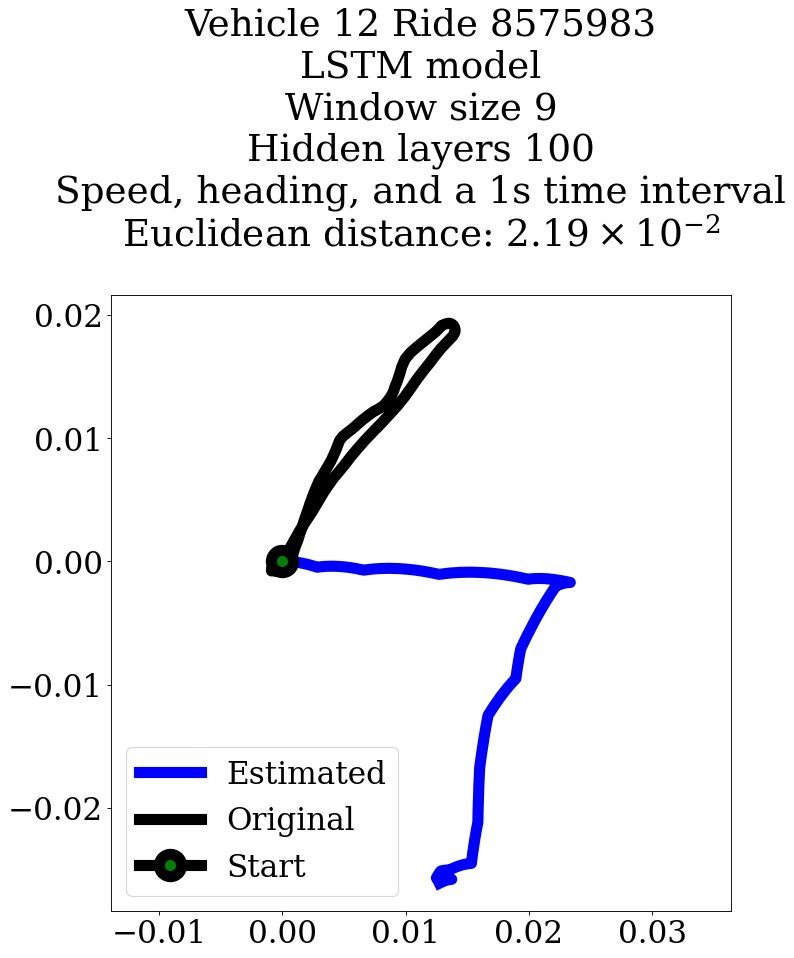 Vehicle 12 Ride 8575983
LSTM model
Window size 9
Hidden layers 100
Speed, heading, and a 1s time interval
Euclidean distance: 2.19 × 10⁻²
0.02
0.01
0.00
−0.01
−0.02
Estimated
Original
Start
−0.01 0.00 0.01 0.02 0.03